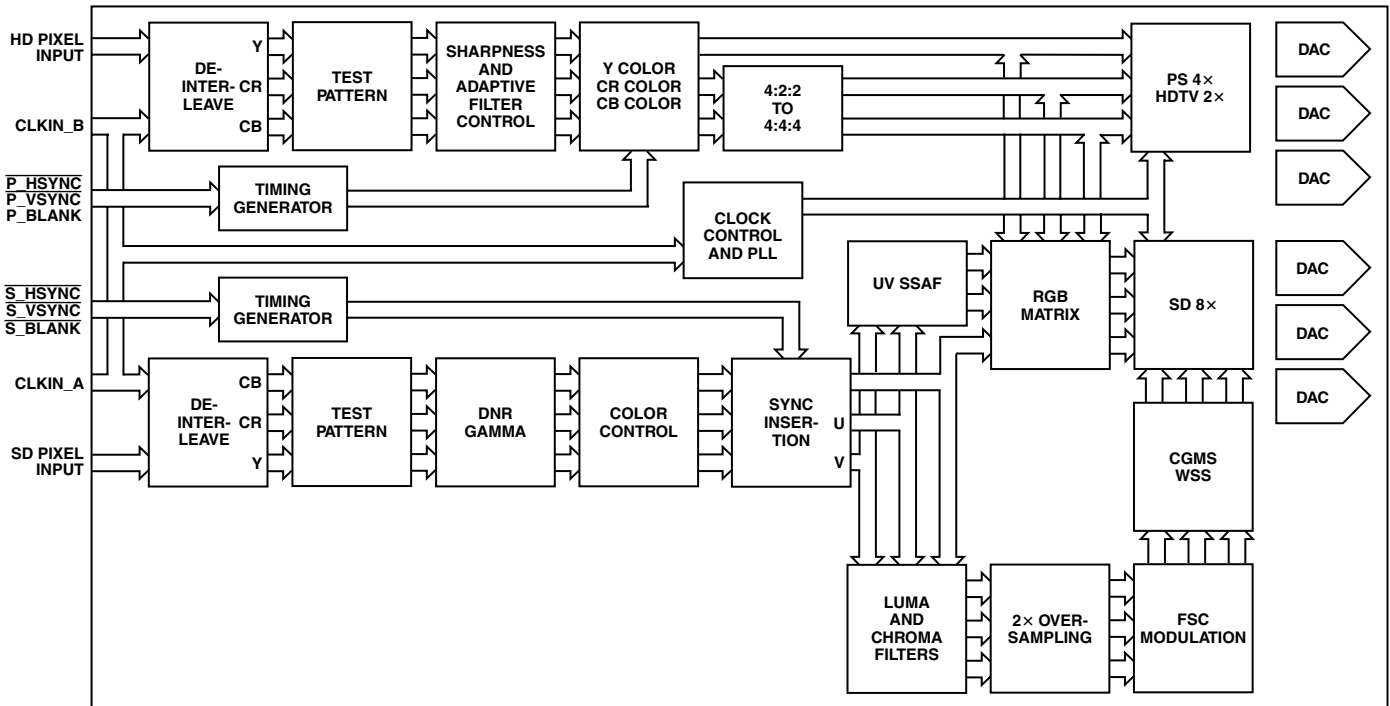 HD PIXEL
INPUT
CLKIN_B
P_HSYNC
P_VSYNC
P_BLANK
S_HSYNC
S_VSYNC
S_BLANK
CLKIN_A
SD PIXEL
INPUT
DE-
INTER-
LEAVE
Y
CR
CB
TEST
PATTERN
SHARPNESS
AND
ADAPTIVE
FILTER
CONTROL
Y COLOR
CR COLOR
CB COLOR
4:2:2
TO
4:4:4
PS 4×
HDTV 2×
DAC
DAC
DAC
TIMING
GENERATOR
CLOCK
CONTROL
AND PLL
TIMING
GENERATOR
UV SSAF
RGB
MATRIX
SD 8×
DAC
DAC
DAC
DE-
INTER-
LEAVE
CB
CR
Y
TEST
PATTERN
DNR
GAMMA
COLOR
CONTROL
SYNC
INSER-
TION
U
V
CGMS
WSS
LUMA
AND
CHROMA
FILTERS
2× OVER-
SAMPLING
FSC
MODULATION